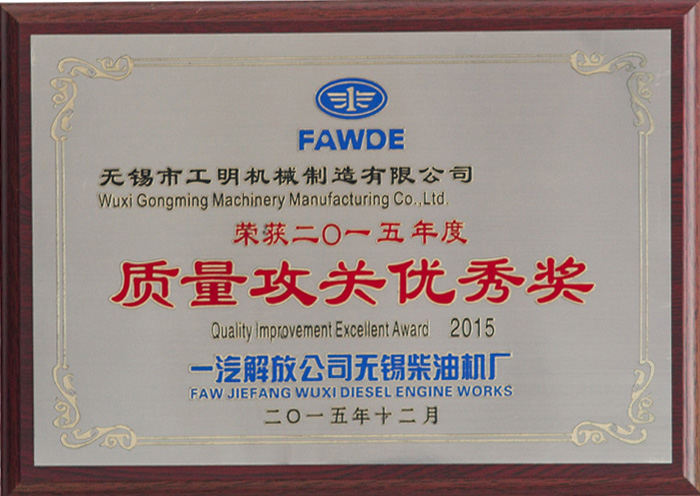 FAWDE
无锡市工明机械制造有限公司
Wuxi Gongming Machinery Manufacturing Co.,Ltd.
荣获二〇一五年度
质量攻关优秀奖
Quality Improvement Excellent Award 2015
一汽解放公司无锡柴油机厂
FAW JIEFANG WUXI DIESEL ENGINE WORKS
二〇一五年十二月